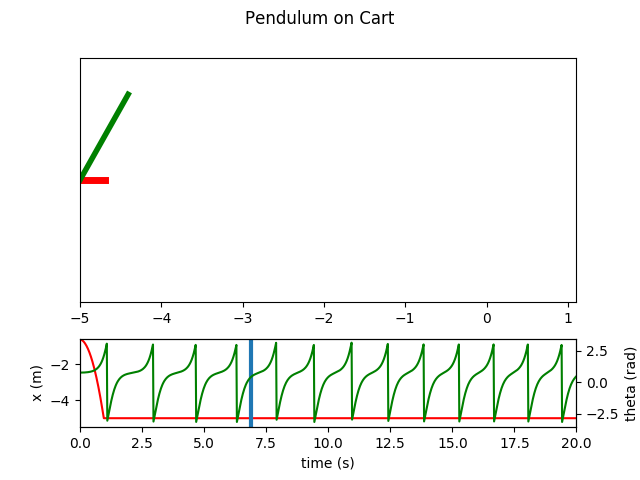 Pendulum on Cart
−5 −4 −3 −2 −1 0 1
−2
−4
x (m)
2.5
0.0
−2.5
theta (rad)
0.0 2.5 5.0 7.5 10.0 12.5 15.0 17.5 20.0
time (s)